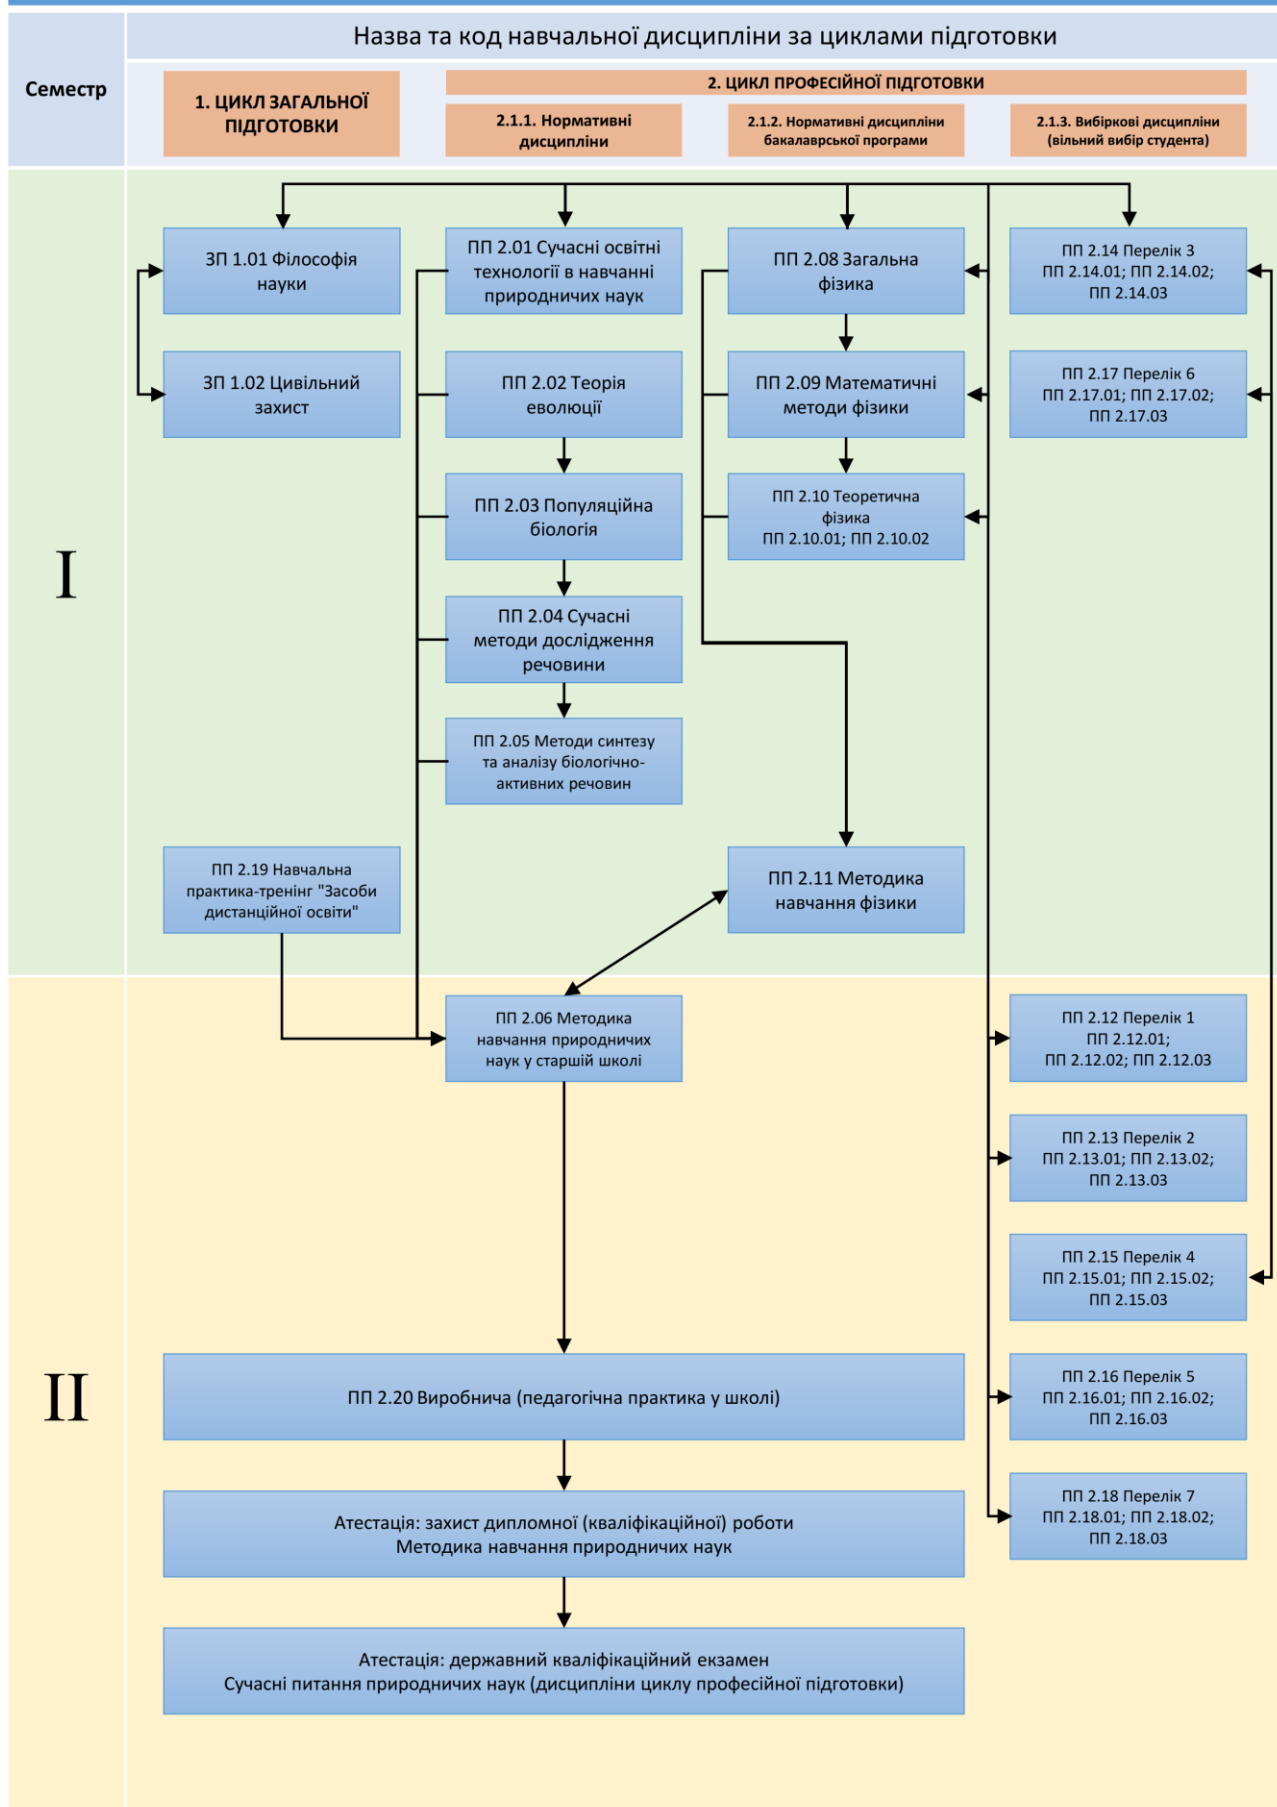 Назва та код навчальної дисципліни за циклами підготовки
Семестр
1. ЦИКЛ ЗАГАЛЬНОЇ
ПІДГОТОВКИ
2. ЦИКЛ ПРОФЕСІЙНОЇ ПІДГОТОВКИ
2.1.1. Нормативні
дисципліни
2.1.2. Нормативні дисципліни
бакалаврської програми
2.1.3. Вибіркові дисципліни
(вільний вибір студента)
I
ЗП 1.01 Філософія
науки
ПП 2.01 Сучасні освітні
технології в навчанні
природничих наук
ПП 2.08 Загальна
фізика
ПП 2.14 Перелік 3
ПП 2.14.01; ПП 2.14.02;
ПП 2.14.03
ЗП 1.02 Цивільний
захист
ПП 2.02 Теорія
еволюції
ПП 2.09 Математичні
методи фізики
ПП 2.17 Перелік 6
ПП 2.17.01; ПП 2.17.02;
ПП 2.17.03
ПП 2.03 Популяційна
біологія
ПП 2.10 Теоретична
фізика
ПП 2.10.01; ПП 2.10.02
ПП 2.04 Сучасні
методи дослідження
речовини
ПП 2.05 Методи синтезу
та аналізу біологічно-
активних речовин
ПП 2.19 Навчальна
практика-тренінг "Засоби
дистанційної освіти"
ПП 2.11 Методика
навчання фізики
II
ПП 2.06 Методика
навчання природничих
наук у старшій школі
ПП 2.12 Перелік 1
ПП 2.12.01;
ПП 2.12.02; ПП 2.12.03
ПП 2.13 Перелік 2
ПП 2.13.01; ПП 2.13.02;
ПП 2.13.03
ПП 2.15 Перелік 4
ПП 2.15.01; ПП 2.15.02;
ПП 2.15.03
ПП 2.20 Виробнича (педагогічна практика у школі)
ПП 2.16 Перелік 5
ПП 2.16.01; ПП 2.16.02;
ПП 2.16.03
Атестація: захист дипломної (кваліфікаційної) роботи
Методика навчання природничих наук
ПП 2.18 Перелік 7
ПП 2.18.01; ПП 2.18.02;
ПП 2.18.03
Атестація: державний кваліфікаційний екзамен
Сучасні питання природничих наук (дисципліни циклу професійної підготовки)